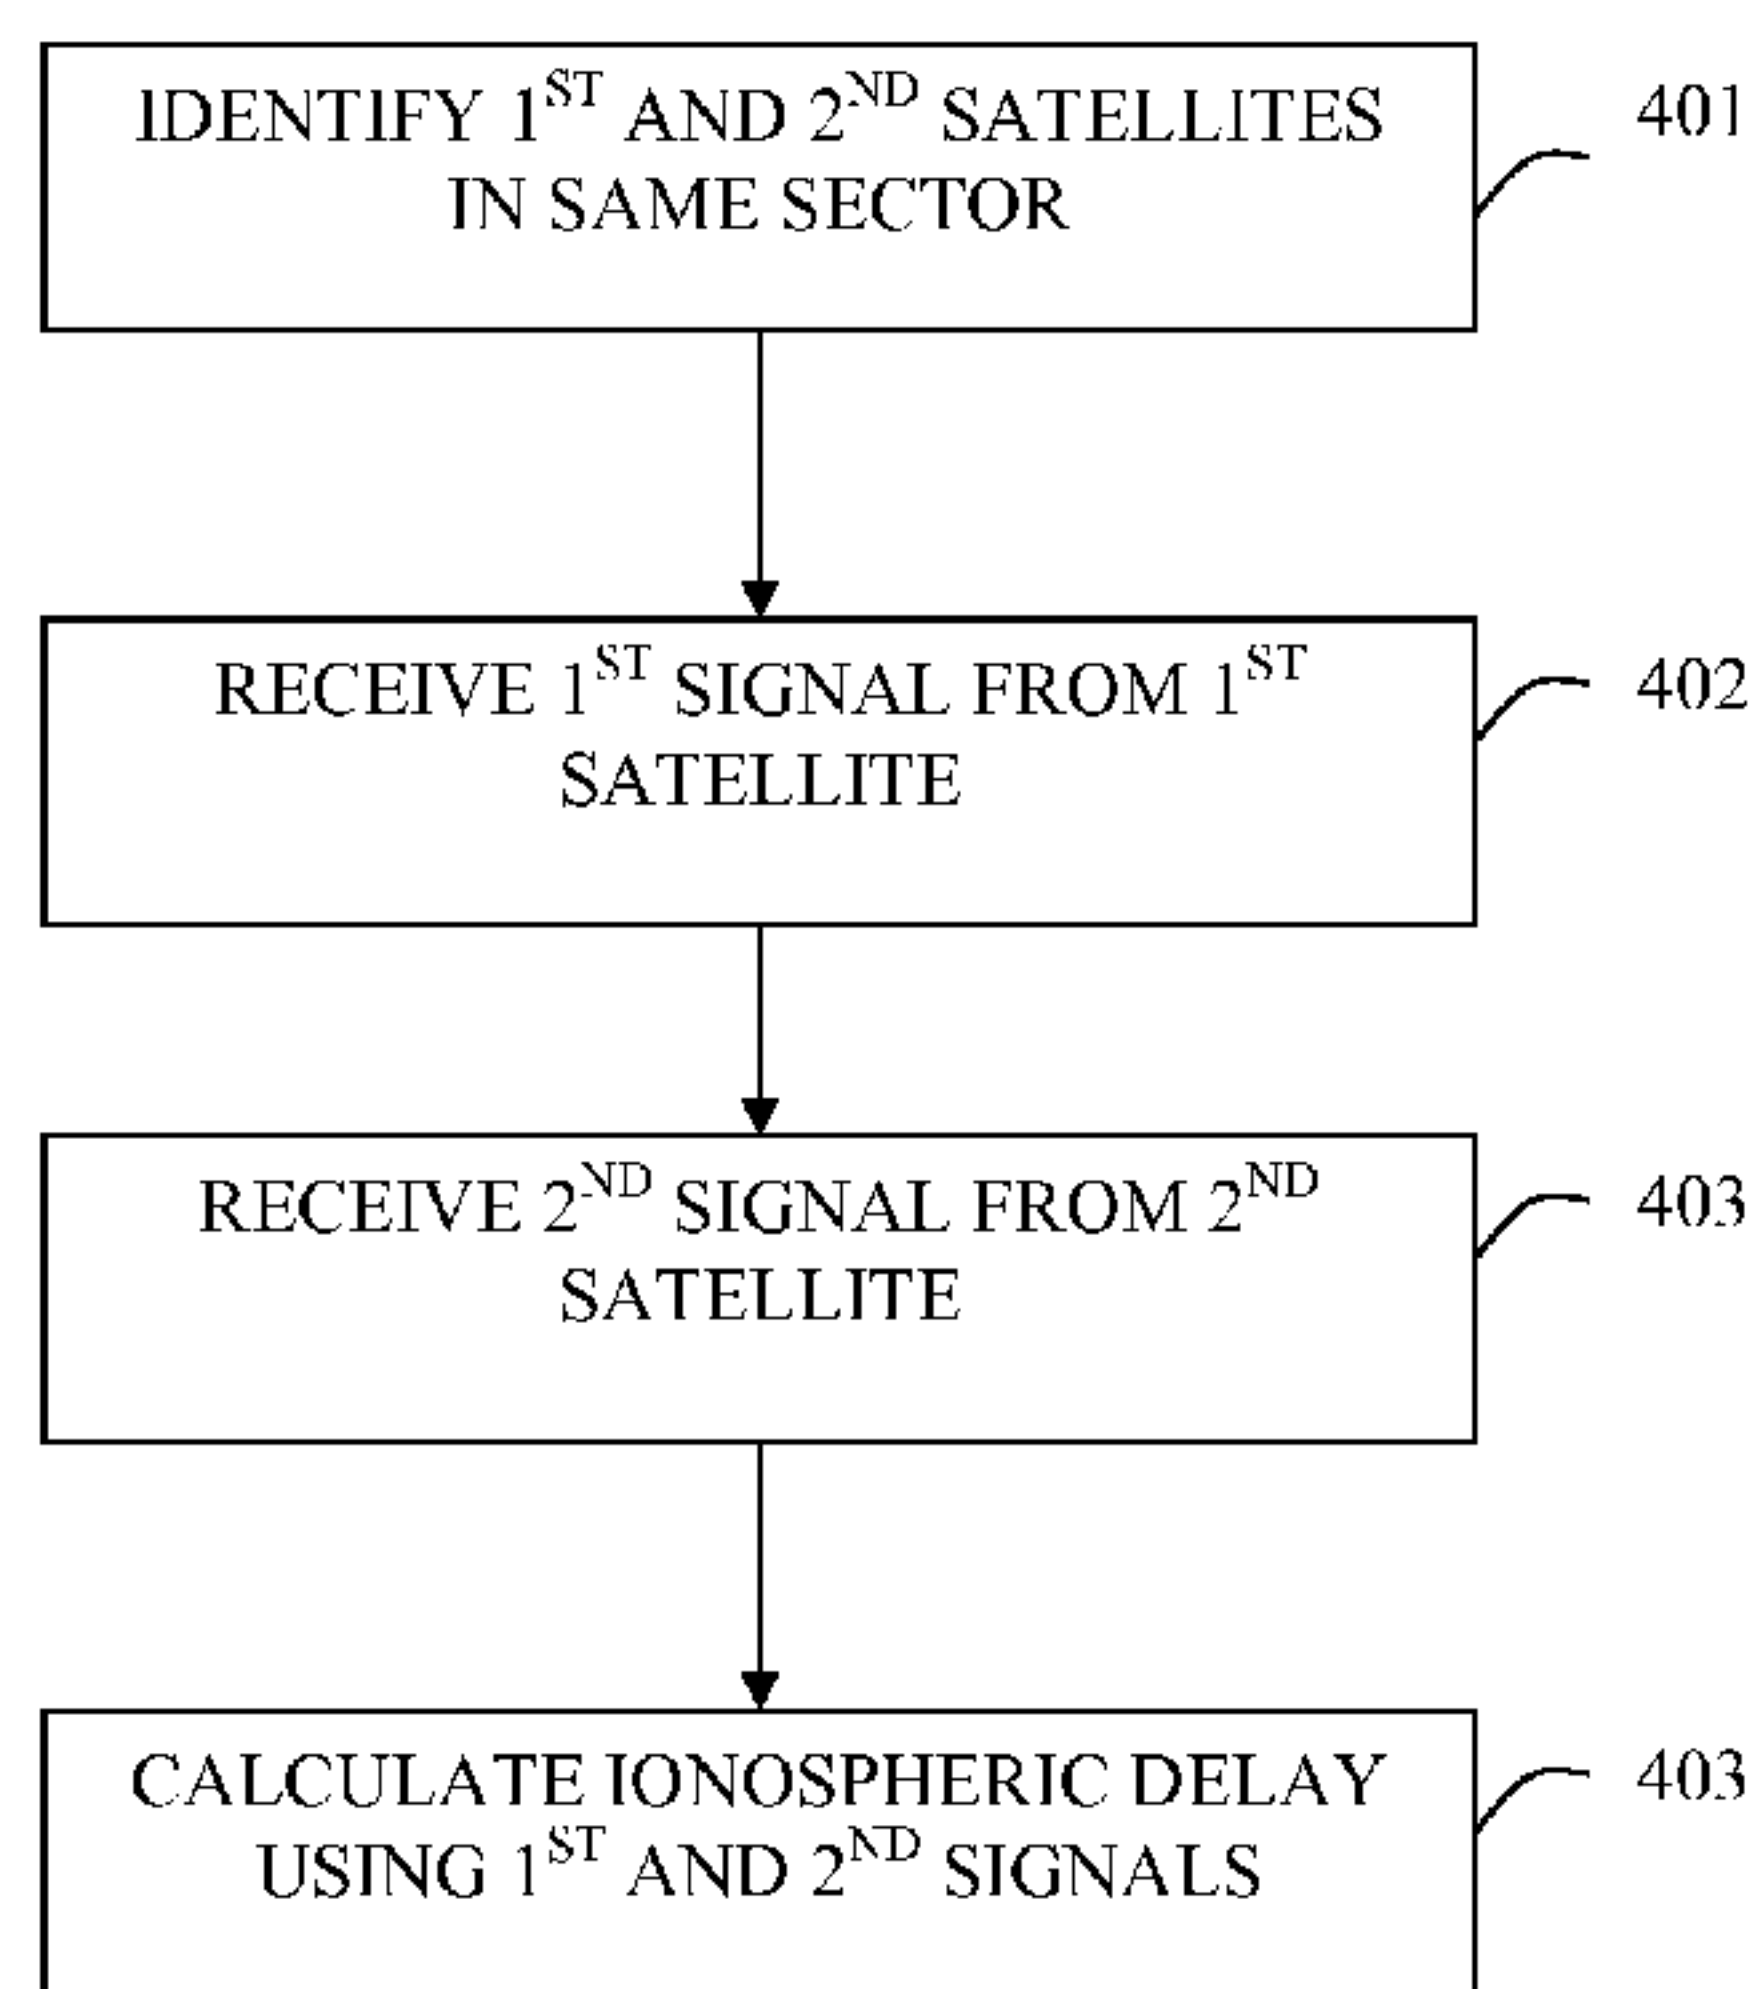 IDENTIFY 1ST AND 2ND SATELLITES
IN SAME SECTOR
401
RECEIVE 1ST SIGNAL FROM 1ST
SATELLITE
402
RECEIVE 2ND SIGNAL FROM 2ND
SATELLITE
403
CALCULATE IONOSPHERIC DELAY
USING 1ST AND 2ND SIGNALS
403